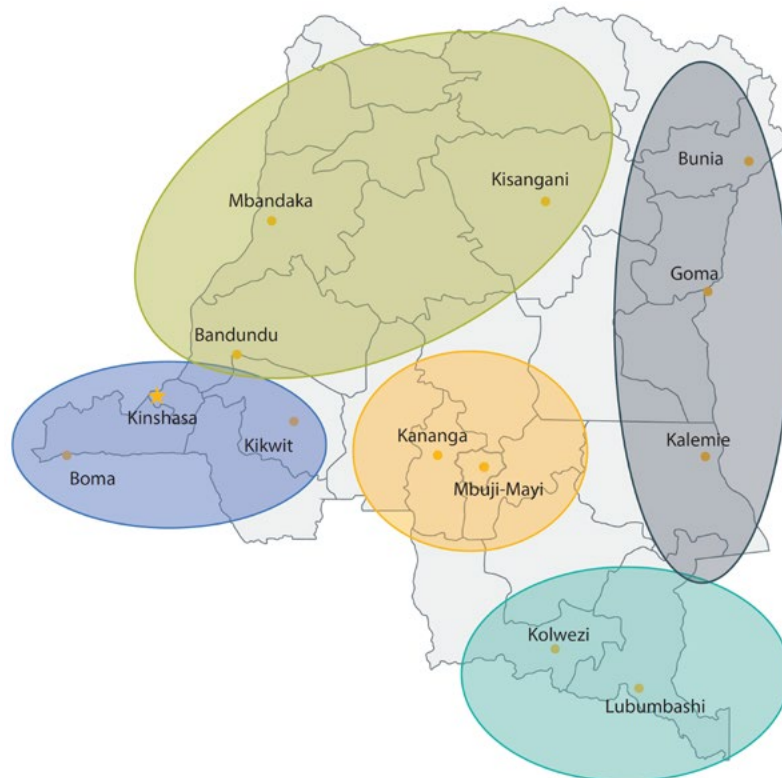 Bunia
Kisangani
Mbandaka
Goma
Bandundu
Kinshasa
Kikwit
Kananga
Kalemie
Boma
Mbuji-Mayi
Kolwezi
Lubumbashi